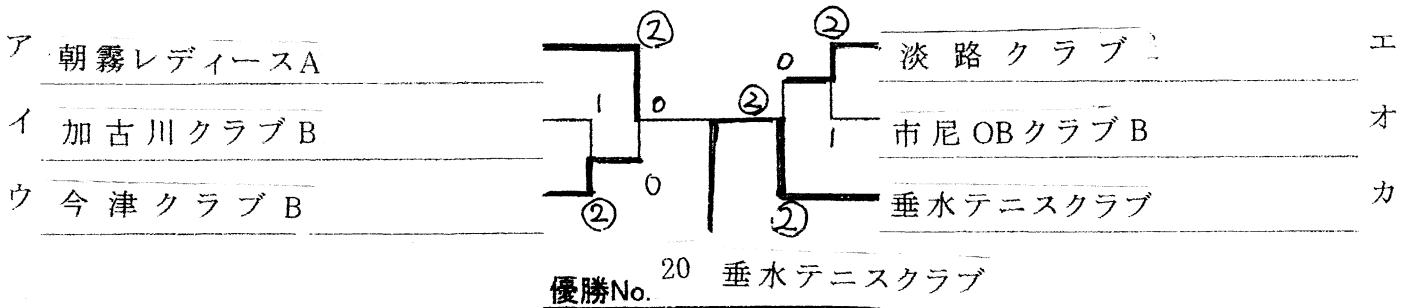 ②
②
ア 朝霧レディースA
淡路クラブ エ
0
1 0 ②
イ 加古川クラブB
市尼OBクラブB オ
1
0
ウ 今津クラブB
垂水テニスクラブ カ
② ②
優勝No. 20 垂水テニスクラブ